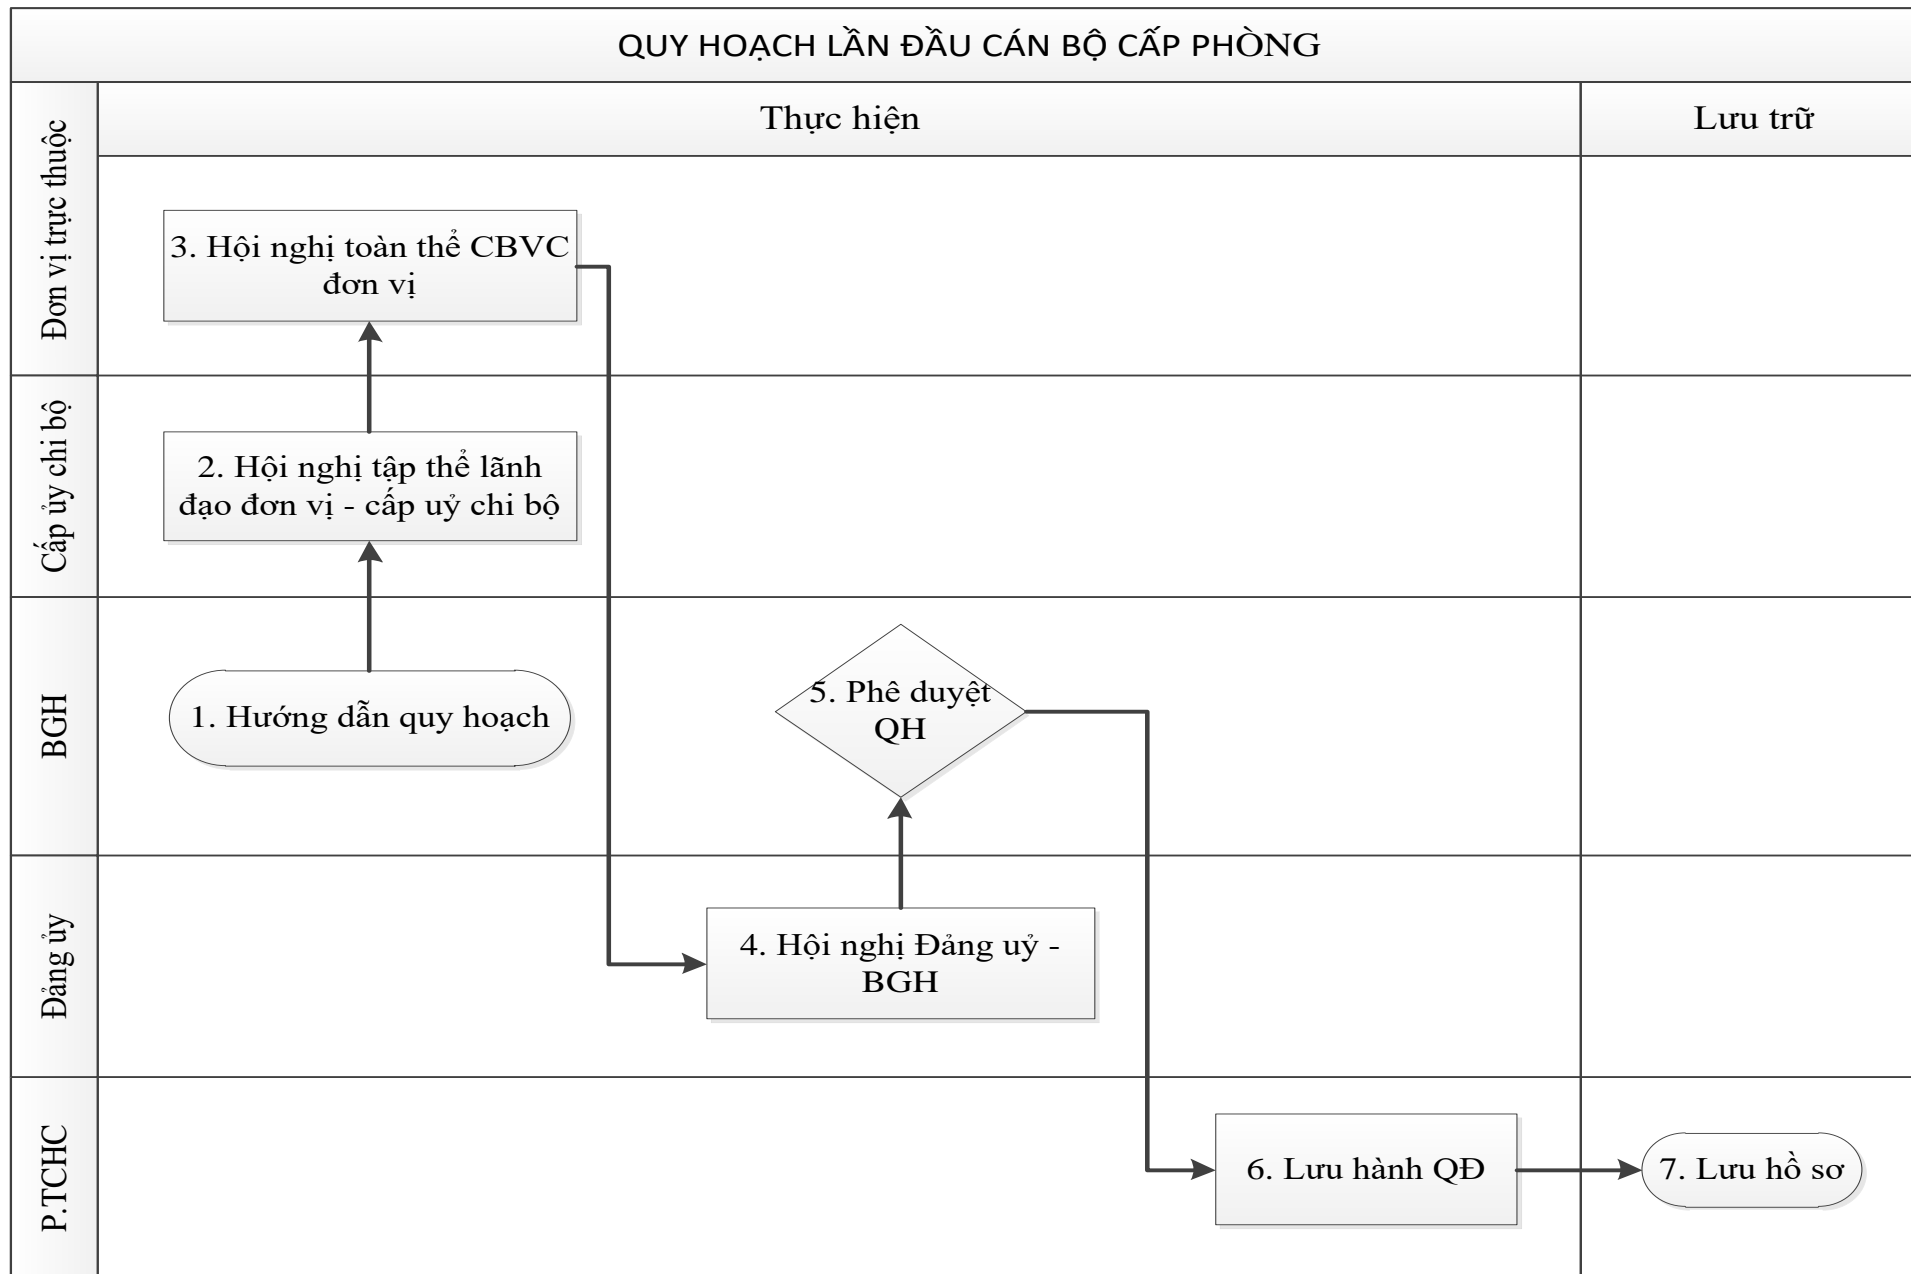 QUY HOẠCH LẦN ĐẦU CÁN BỘ CẤP PHÒNG
Thực hiện
Lưu trữ
Đơn vị trực thuộc
3. Hội nghị toàn thể CBVC
đơn vị
Cấp ủy chi bộ
2. Hội nghị tập thể lãnh
đạo đơn vị - cấp uỷ chi bộ
BGH
1. Hướng dẫn quy hoạch
5. Phê duyệt
QH
Đảng ủy
4. Hội nghị Đảng uỷ -
BGH
P.TCHC
6. Lưu hành QĐ
7. Lưu hồ sơ